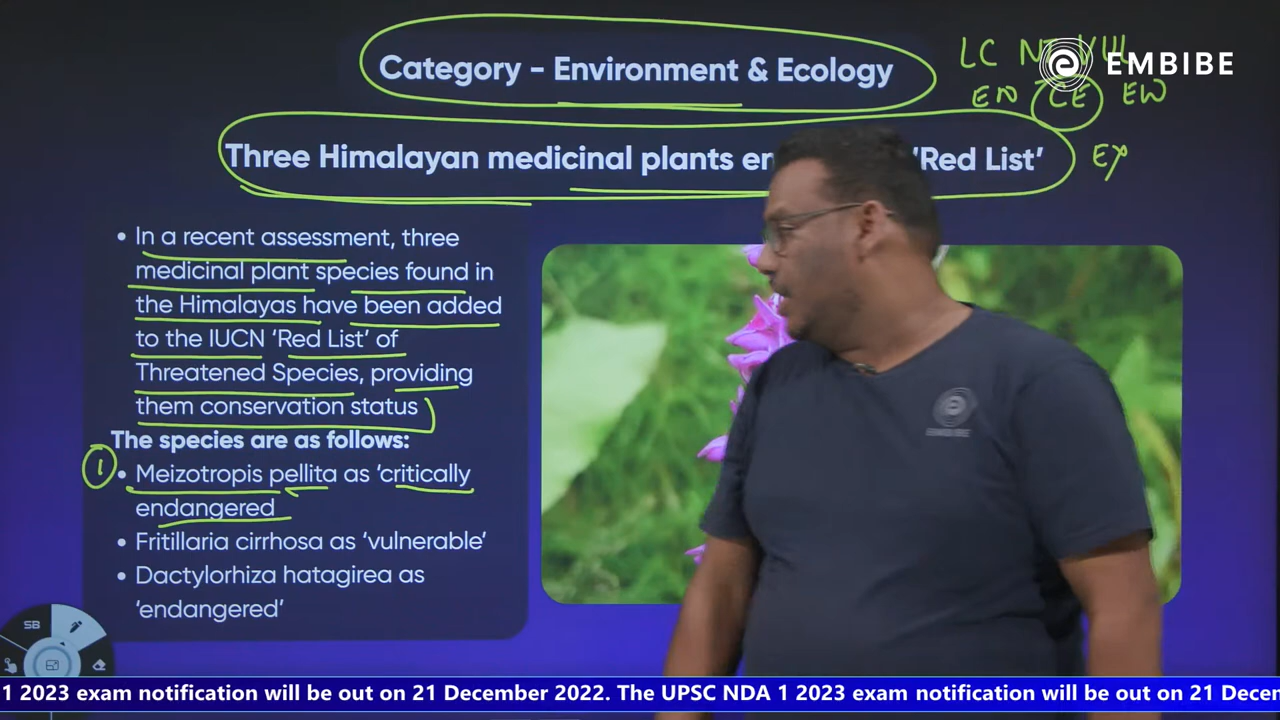 Category - Environment & Ecology
LC
EN CE EW
EMBIBE
Three Himalayan medicinal plants 'Red List'
EX
• In a recent assessment, three
medicinal plant species found in
the Himalayas have been added
to the IUCN 'Red List' of
Threatened Species, providing
them conservation status
The species are as follows:
1
• Meizotropis pellita as 'critically
endangered
• Fritillaria cirrhosa as 'vulnerable'
• Dactylorhiza hatagirea as
'endangered'
EMBIBE
SB
1 2023 exam notification will be out on 21 December 2022. The UPSC NDA 1 2023 exam notification will be out on 21 Decen